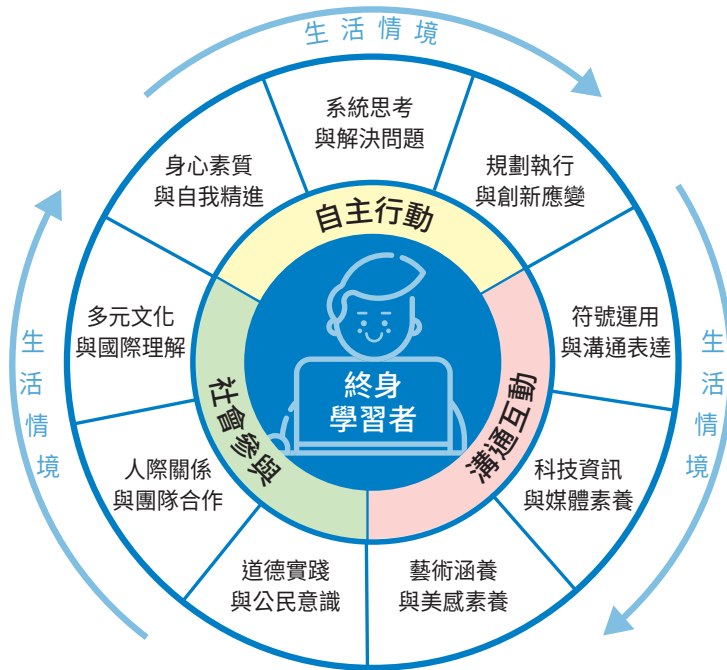 生活情境
系統思考
與解決問題
身心素質
與自我精進
規劃執行
與創新應變
自主行動
多元文化
與國際理解
符號運用
與溝通表達
生活情境
生活情境
終身
學習者
社會參與
溝通互動
人際關係
與團隊合作
科技資訊
與媒體素養
道德實踐
與公民意識
藝術涵養
與美感素養